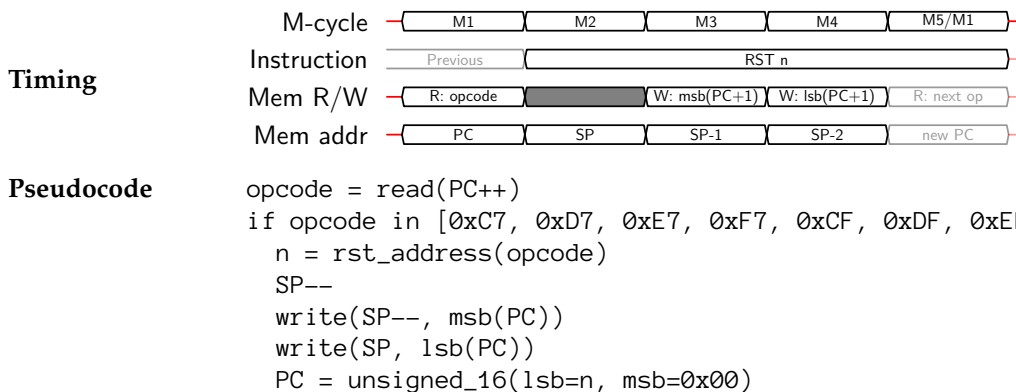 M-cycle M1 M2 M3 M4 M5/M1
Instruction Previous RST n
Timing
Mem R/W R: opcode W: msb(PC+1) W: lsb(PC+1) R: next op
Mem addr PC SP SP-1 SP-2 new PC
Pseudocode opcode = read(PC++)
if opcode in [0xC7, 0xD7, 0xE7, 0xF7, 0xCF, 0xDF,
n = rst_address(opcode)
SP--
write(SP--, msb(PC))
write(SP, lsb(PC))
PC = unsigned_16(lsb=n, msb=0x00)